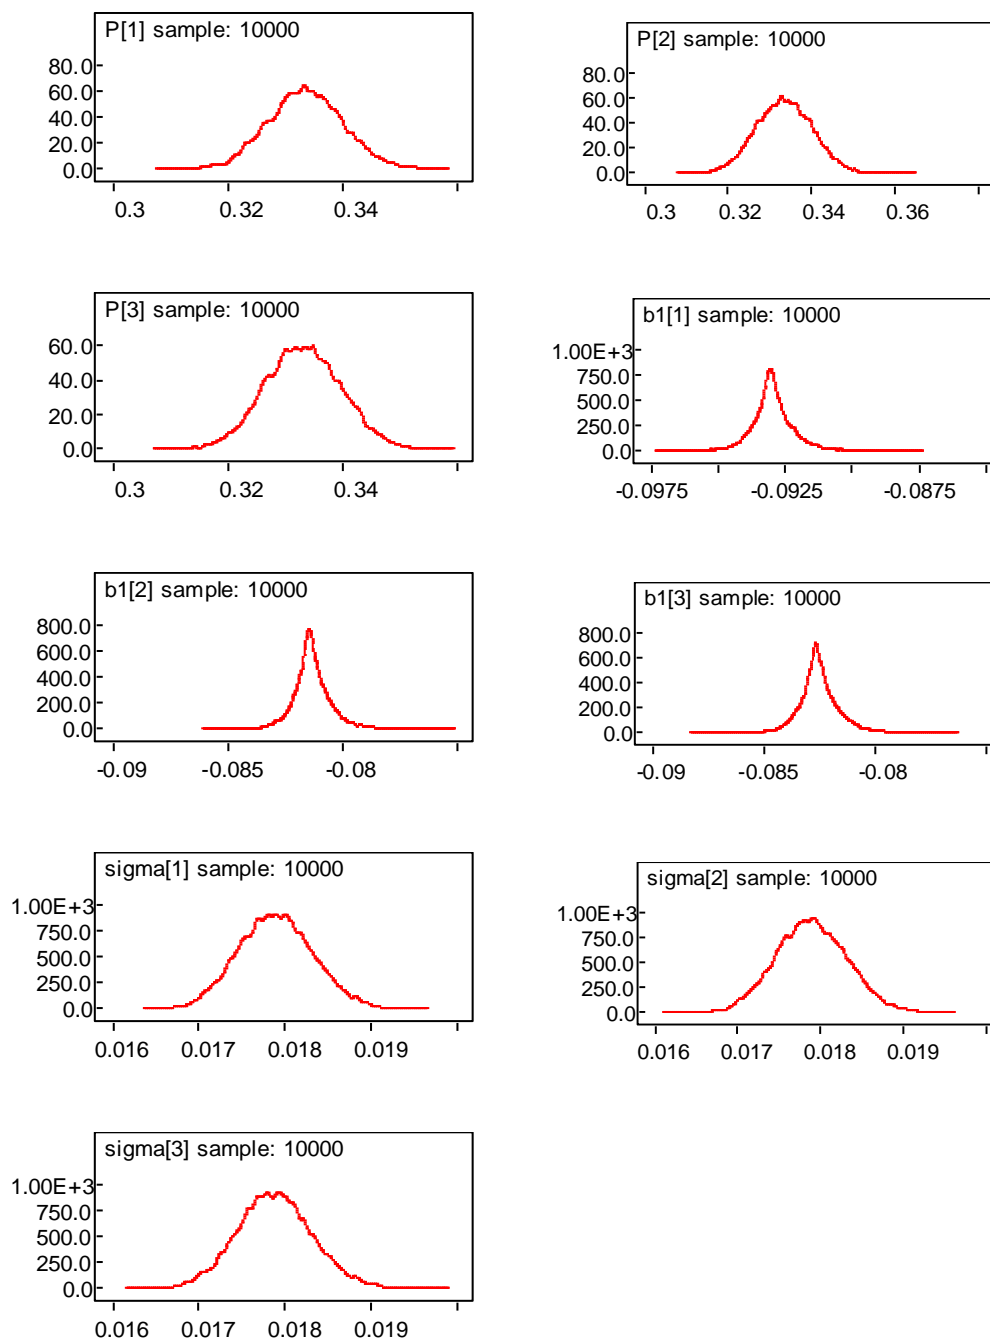 P[1] sample: 10000
80.0
60.0
40.0
20.0
0.0
0.3 0.32 0.34
P[2] sample: 10000
80.0
60.0
40.0
20.0
0.0
0.3 0.32 0.34 0.36
P[3] sample: 10000
60.0
40.0
20.0
0.0
0.3 0.32 0.34
b1[1] sample: 10000
1.00E+3
750.0
500.0
250.0
0.0
-0.0975 -0.0925 -0.0875
b1[2] sample: 10000
800.0
600.0
400.0
200.0
0.0
-0.09 -0.085 -0.08
b1[3] sample: 10000
800.0
600.0
400.0
200.0
0.0
-0.09 -0.085 -0.08
sigma[1] sample: 10000
1.00E+3
750.0
500.0
250.0
0.0
0.016 0.017 0.018 0.019
sigma[2] sample: 10000
1.00E+3
750.0
500.0
250.0
0.0
0.016 0.017 0.018 0.019
sigma[3] sample: 10000
1.00E+3
750.0
500.0
250.0
0.0
0.016 0.017 0.018 0.019